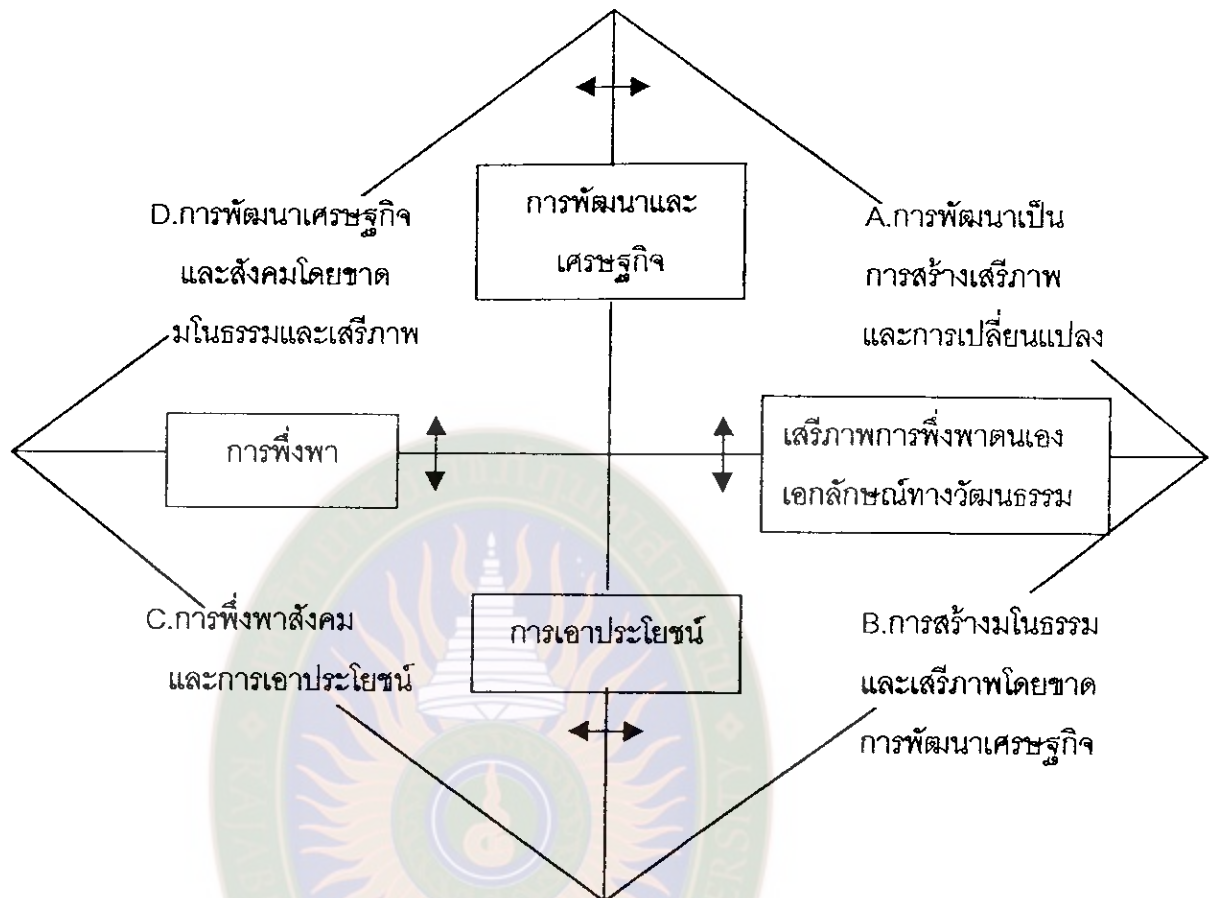 การพัฒนาและ
เศรษฐกิจ
D.การพัฒนาเศรษฐกิจ
และสังคมโดยขาด
มโนธรรมและเสรีภาพ
A.การพัฒนาเป็น
การสร้างเสรีภาพ
และการเปลี่ยนแปลง
การพึ่งพา
เสรีภาพการพึ่งพาตนเอง
เอกลักษณ์ทางวัฒนธรรม
C.การพึ่งพาสังคม
และการเอาประโยชน์
การเอาประโยชน์
B.การสร้างมโนธรรม
และเสรีภาพโดยขาด
การพัฒนาเศรษฐกิจ